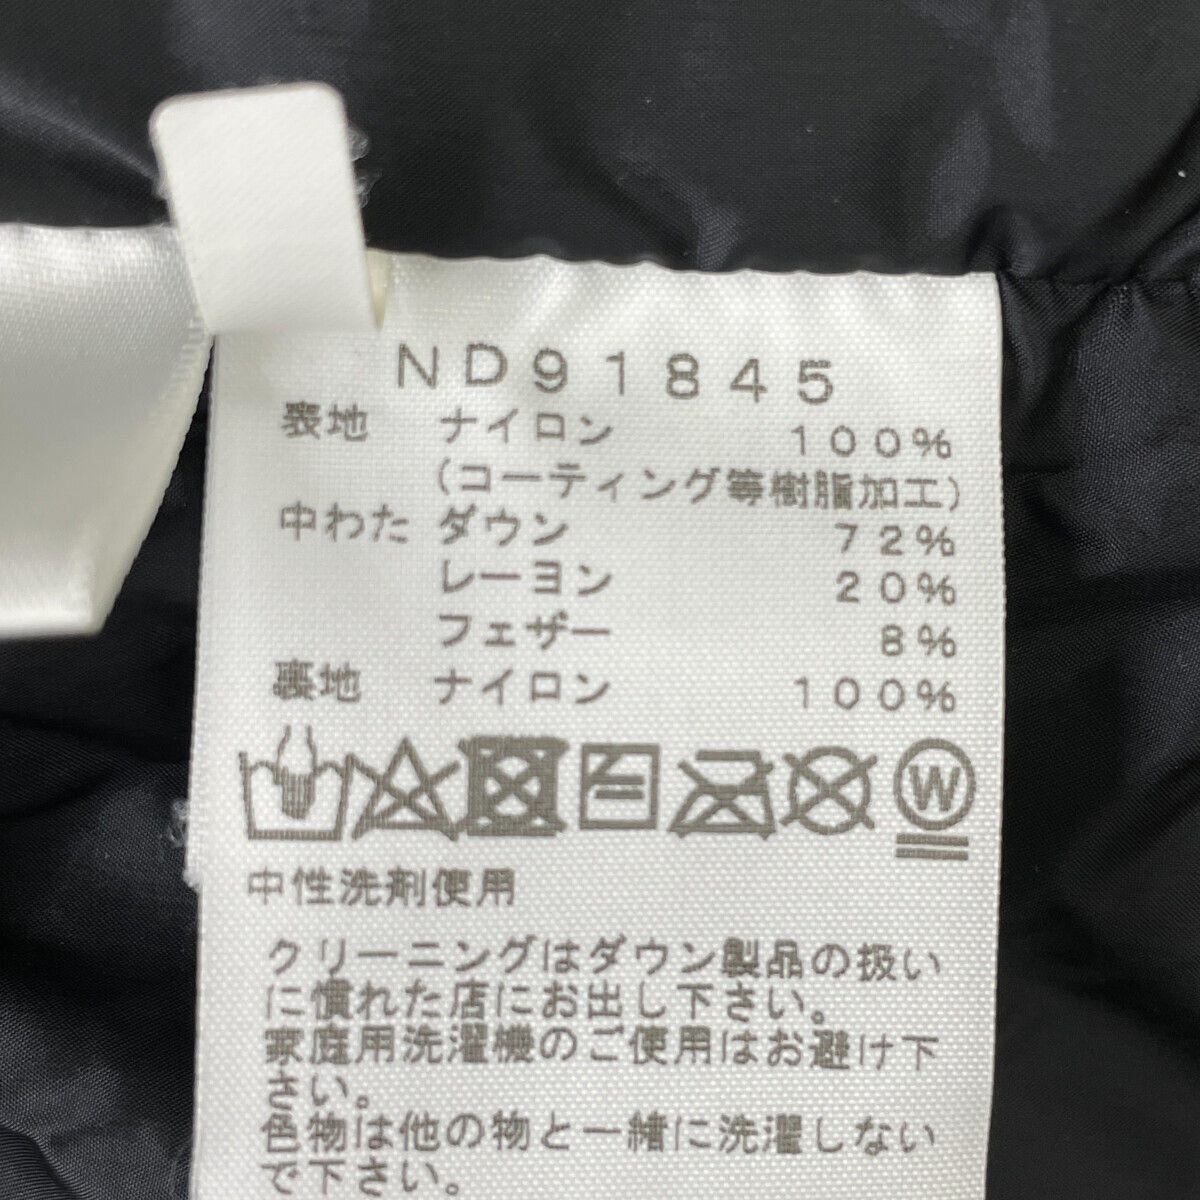 ND91845
表地 ナイロン 100%
(コーティング等樹脂加工)
中わた ダウン 72%
レーヨン 20%
フェザー 8%
裏地 ナイロン 100%
W
中性洗剤使用
クリーニングはダウン製品の扱い
に慣れた店にお出し下さい。
家庭用洗濯機のご使用はお避け下
さい。
色物は他の物と一緒に洗濯しない
で下さい。